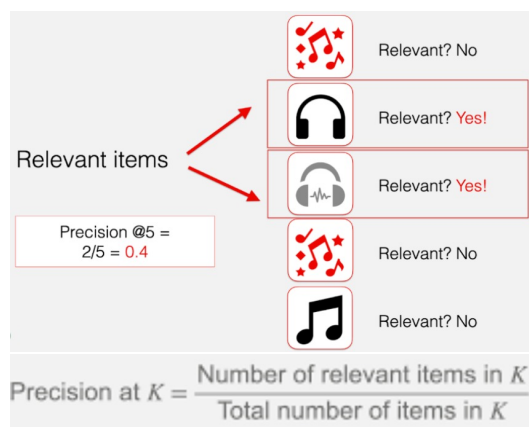 Relevant? No
Relevant? Yes!
Relevant items
Relevant? Yes!
Precision @5 =
2/5 = 0.4
Relevant? No
Relevant? No
Precision at K = Number of relevant items in K
Total number of items in K